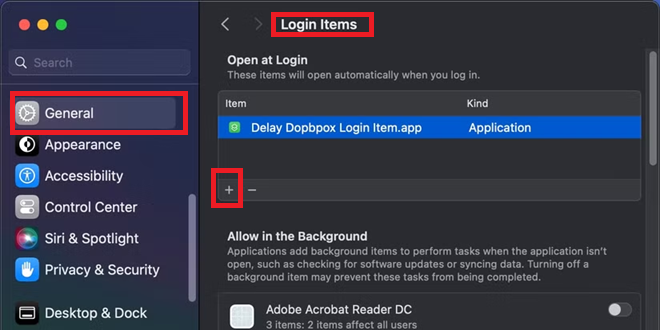 Login Items
Search
General
Appearance
Accessibility
Control Center
Siri & Spotlight
Privacy & Security
Desktop & Dock
Open at Login
These items will open automatically when you log in.
Item Kind
Delay Dopbpox Login Item.app Application
+ −
Allow in the Background
Applications add background items to perform tasks when the application isn't
open, such as checking for software updates or syncing data. Turning off a
background item may prevent these tasks from being completed.
Adobe Acrobat Reader DC
3 items: 2 items affect all users